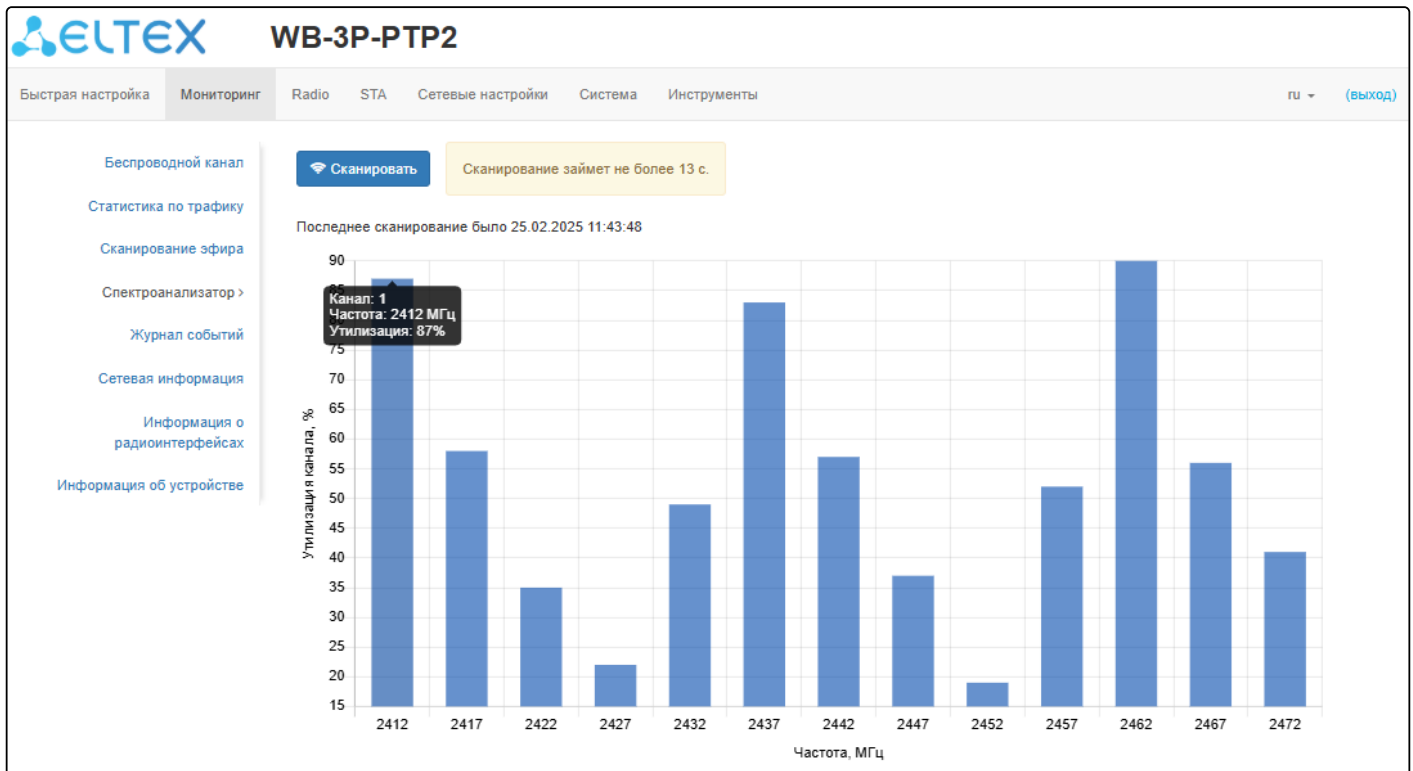 ELTEX WB-3P-PTP2
Быстрая настройка Мониторинг Radio STA Сетевые настройки Система Инструменты ru (выход)
Беспроводной канал
Статистика по трафику
Сканирование эфира
Спектроанализатор ›
Журнал событий
Сетевая информация
Информация о
радиоинтерфейсах
Информация об устройстве
Сканировать
Сканирование займет не более 13 с.
Последнее сканирование было 25.02.2025 11:43:48
Утилизация канала, %
90
85
75
70
65
60
55
50
45
40
35
30
25
20
15
Канал: 1
Частота: 2412 МГц
Утилизация: 87%
2412 2417 2422 2427 2432 2437 2442 2447 2452 2457 2462 2467 2472
Частота, МГц